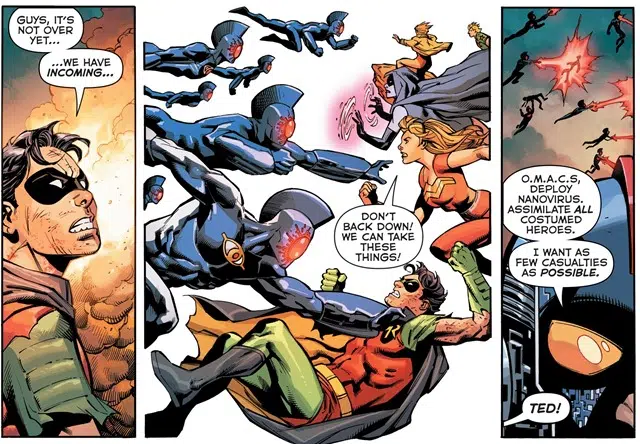 GUYS, IT'S
NOT OVER
YET...
...WE HAVE
INCOMING...
DON'T
BACK DOWN!
WE CAN TAKE
THESE
THINGS!
O.M.A.C.S,
DEPLOY
NANOVIRUS.
ASSIMILATE ALL
COSTUMED
HEROES.
I WANT AS
FEW CASUALTIES
AS POSSIBLE.
TED!
R